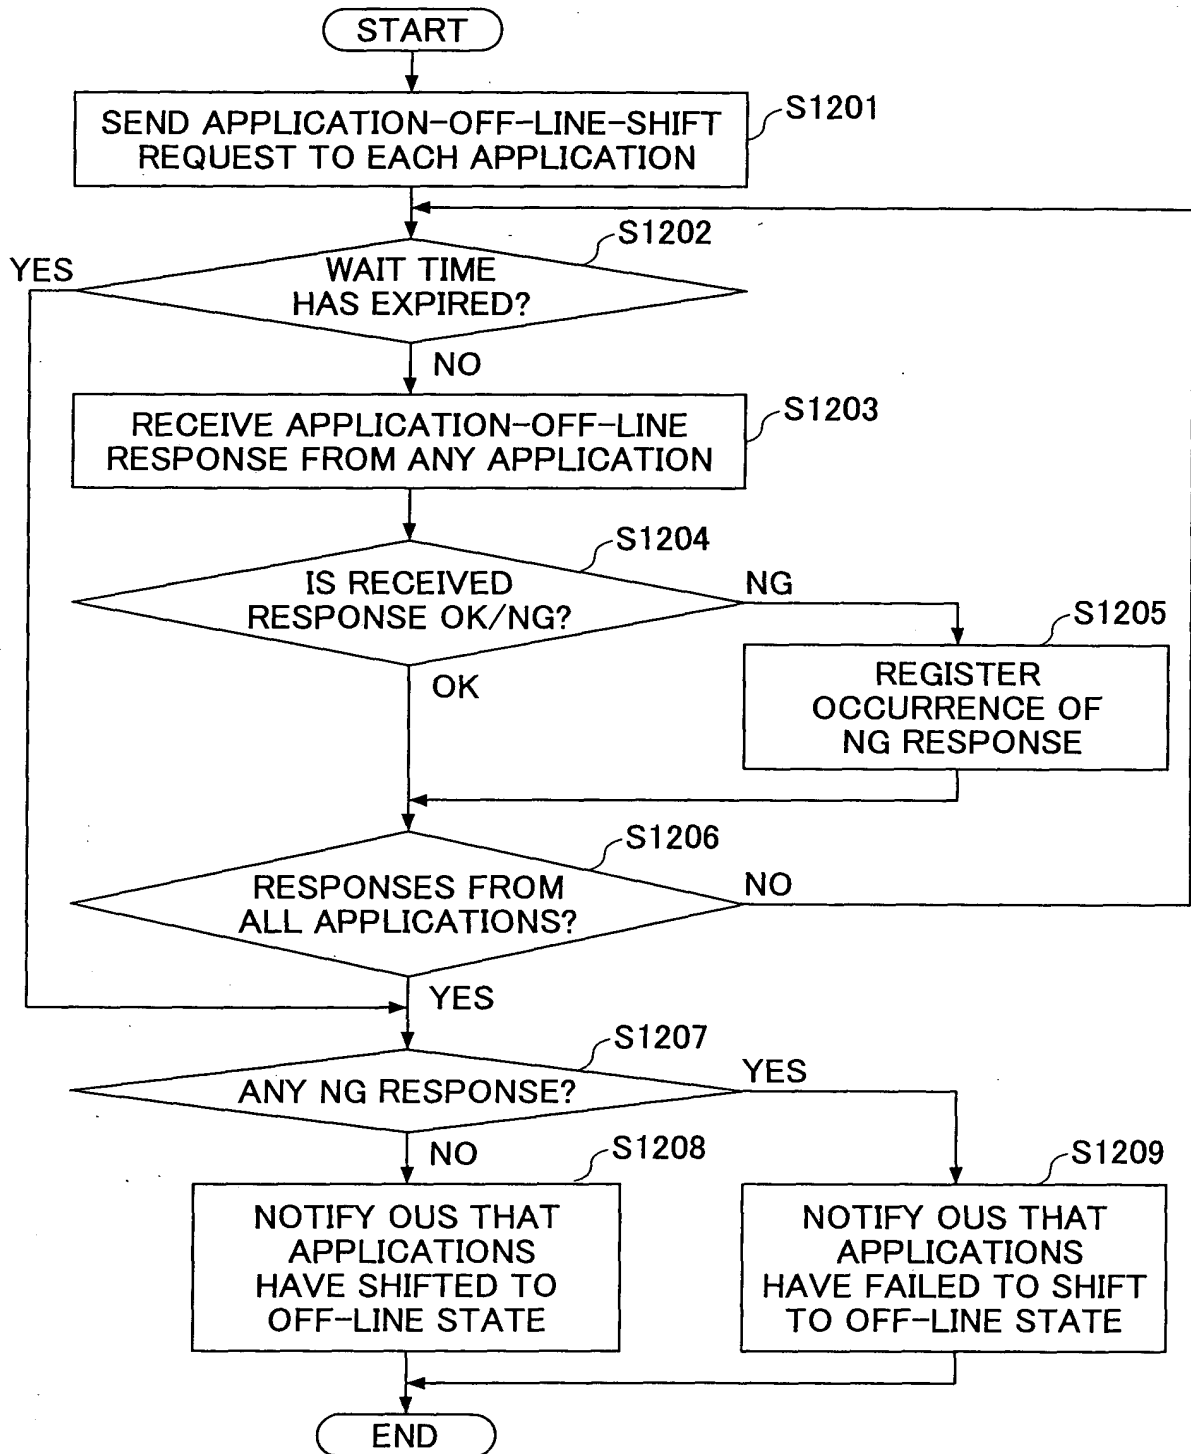 START
SEND APPLICATION-OFF-LINE-SHIFT
REQUEST TO EACH APPLICATION
S1201
S1202
YES
WAIT TIME
HAS EXPIRED?
NO
RECEIVE APPLICATION-OFF-LINE
RESPONSE FROM ANY APPLICATION
S1203
S1204
IS RECEIVED
RESPONSE OK/NG?
NG
OK
S1205
REGISTER
OCCURRENCE OF
NG RESPONSE
S1206
RESPONSES FROM
ALL APPLICATIONS?
NO
YES
S1207
ANY NG RESPONSE?
YES
NO
S1208
NOTIFY OUS THAT
APPLICATIONS
HAVE SHIFTED TO
OFF-LINE STATE
S1209
NOTIFY OUS THAT
APPLICATIONS
HAVE FAILED TO SHIFT
TO OFF-LINE STATE
END